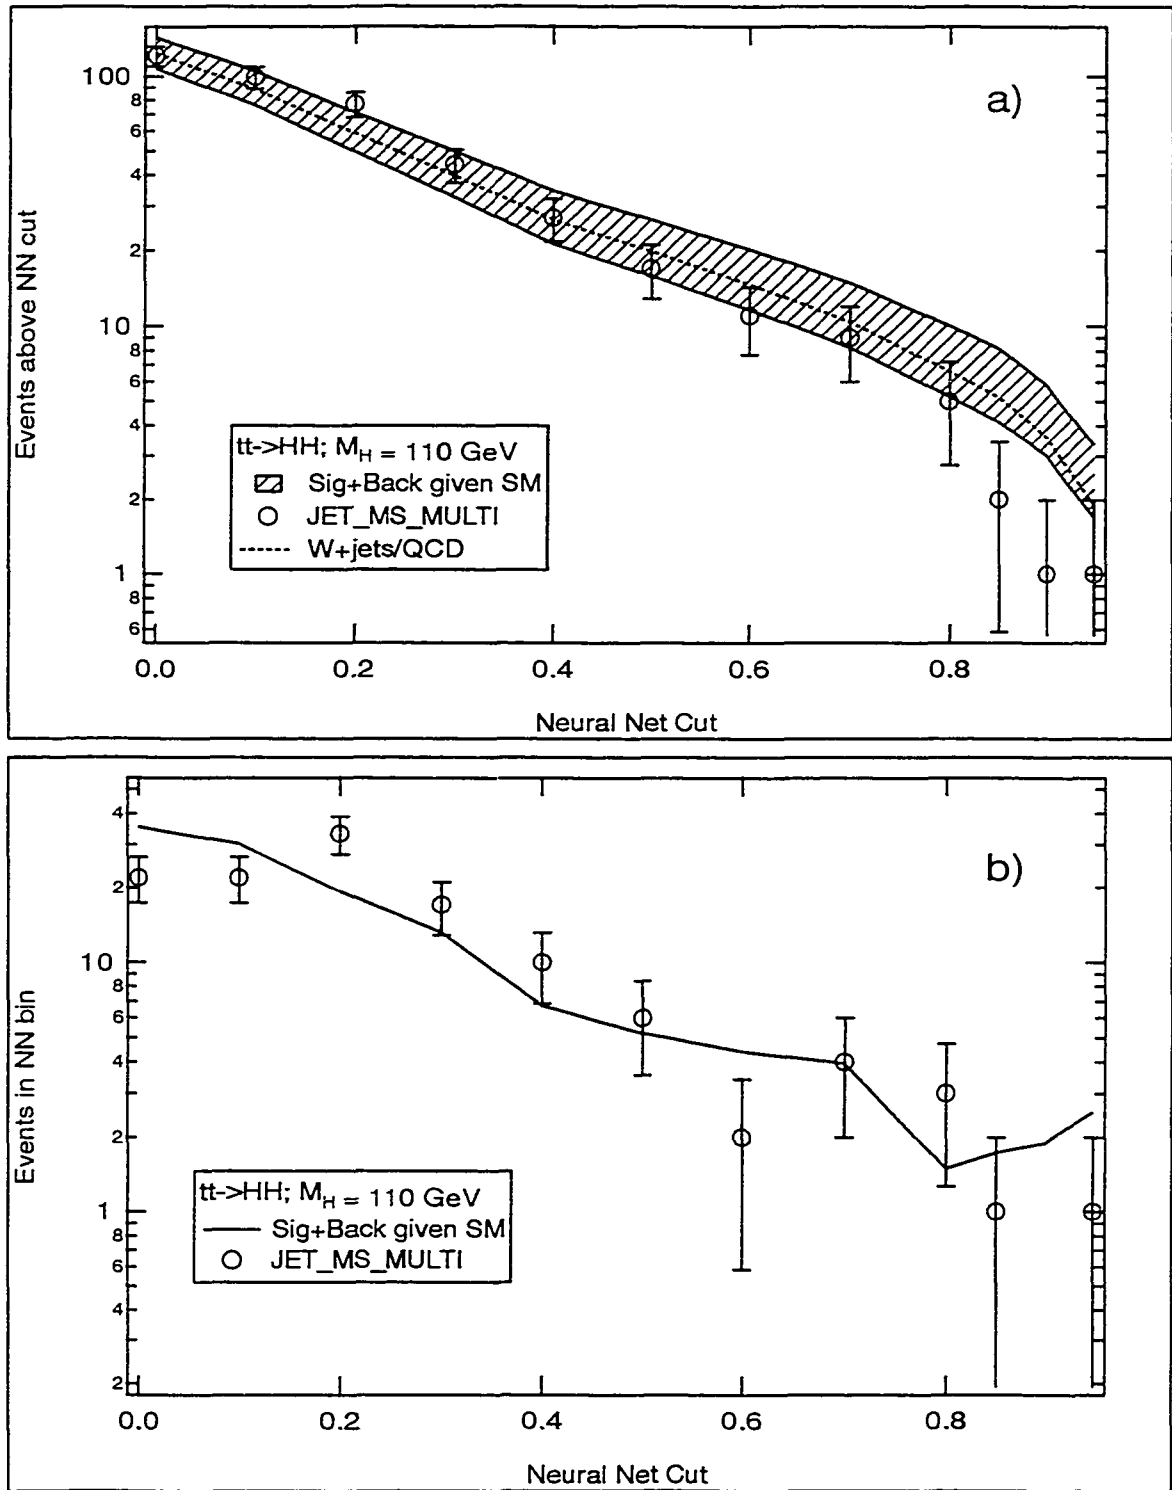 a)
Events above NN cut
100
8
6
4
2
10
8
6
4
2
1
8
6
tt->HH; M_H = 110 GeV
Sig+Back given SM
JET_MS_MULTI
W+jets/QCD
0.0 0.2 0.4 0.6 0.8
Neural Net Cut
b)
Events in NN bin
4
2
10
8
6
4
2
1
8
6
4
2
tt->HH; M_H = 110 GeV
Sig+Back given SM
JET_MS_MULTI
0.0 0.2 0.4 0.6 0.8
Neural Net Cut